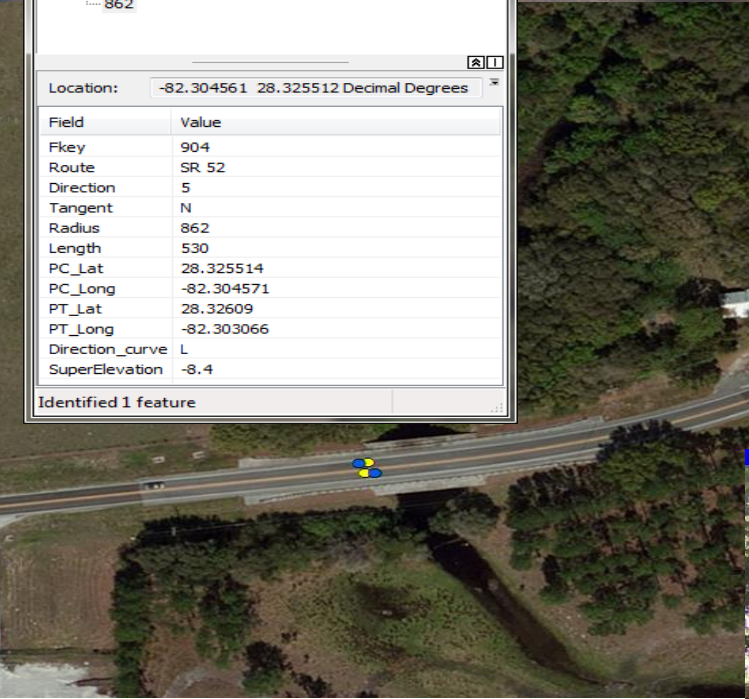 862
Location: -82.304561 28.325512 Decimal Degrees
Field Value
Fkey 904
Route SR 52
Direction 5
Tangent N
Radius 862
Length 530
PC_Lat 28.325514
PC_Long -82.304571
PT_Lat 28.32609
PT_Long -82.303066
Direction_curve L
SuperElevation -8.4
Identified 1 feature